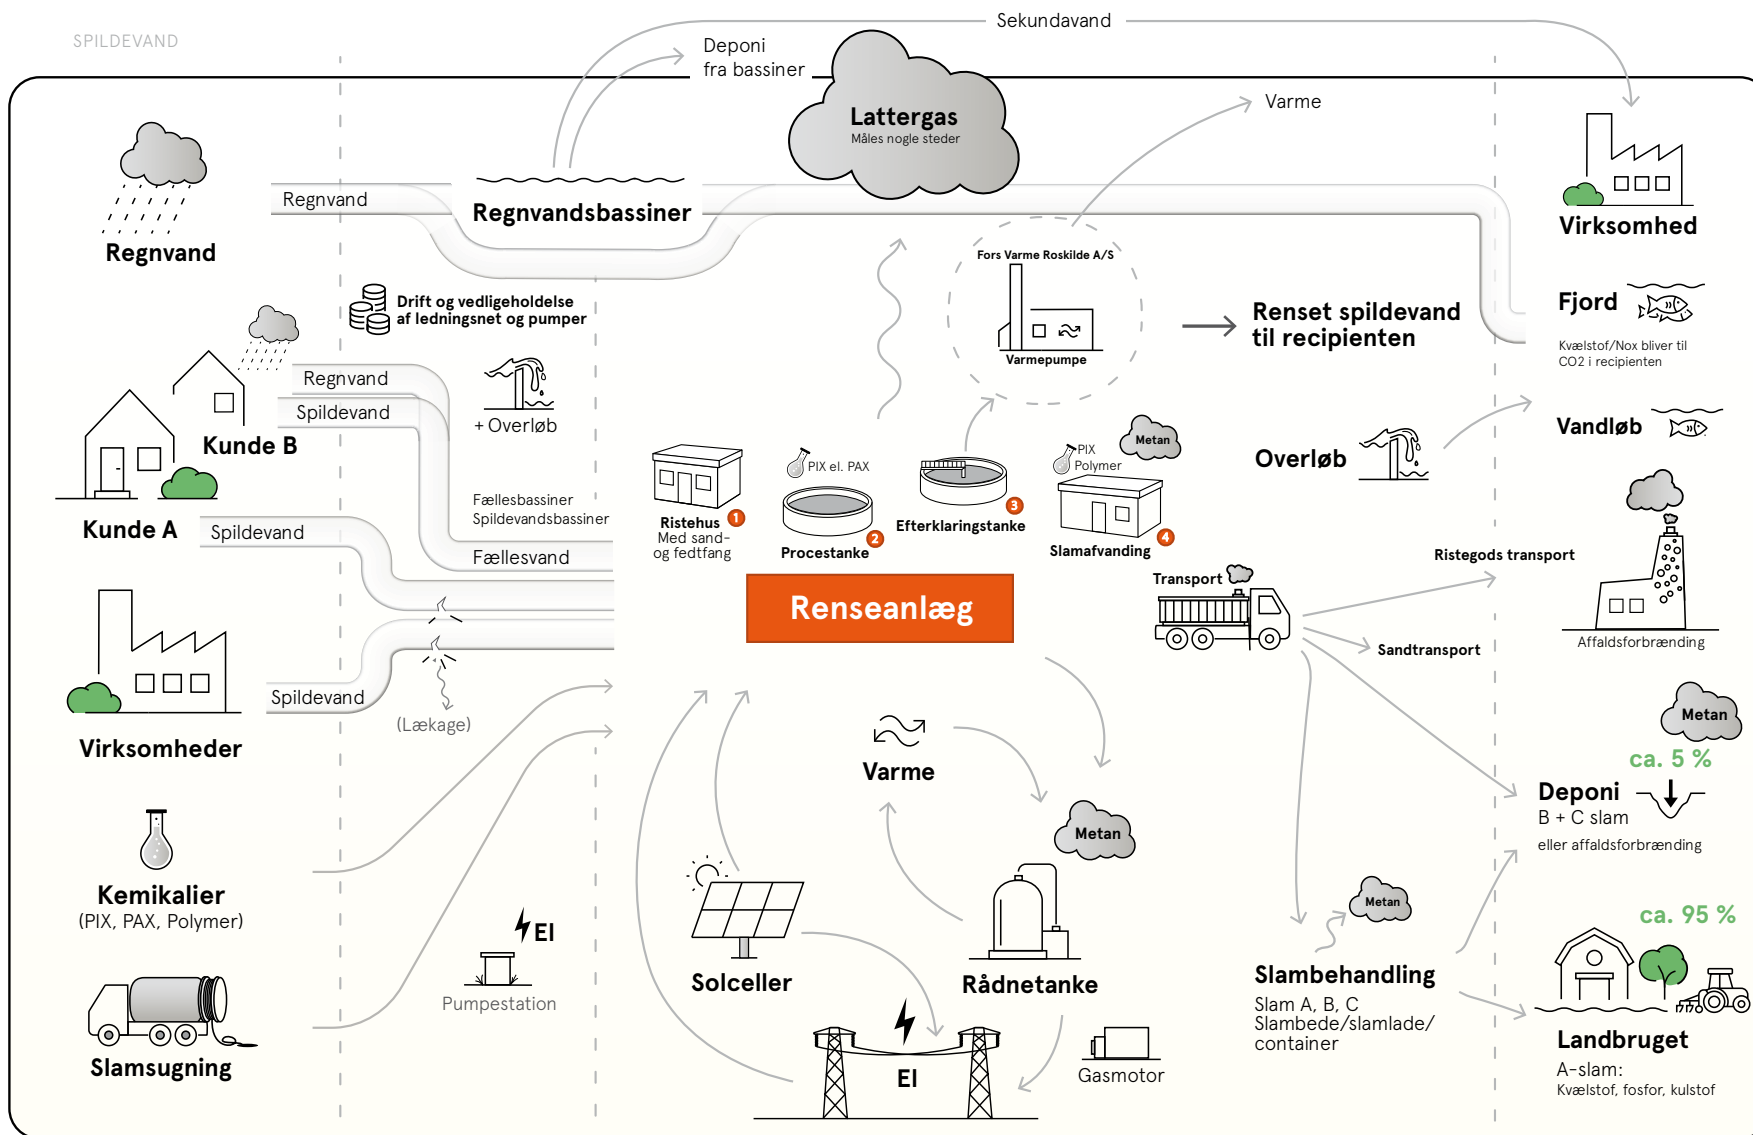 SPILDEVAND
Sekundavand
Deponi
fra bassiner
Lattergas
Måles nogle steder
Varme
Regnvand
Regnvand
Regnvandsbassiner
Virksomhed
Drift og vedligeholdelse
af ledningsnet og pumper
Fors Varme Roskilde A/S
Varmepumpe
Renset spildevand
til recipienten
Fjord
Kvælstof/Nox bliver til
CO2 i recipienten
Regnvand
Spildevand
Kunde B
+ Overløb
Vandløb
Overløb
Kunde A
Spildevand
Fællesbassiner
Spildevandsbassiner
Fællesvand
Ristehus
Med sand-
og fedtfang
1
PIX el. PAX
Procestanke
2
Efterklaringstanke
3
PIX
Polymer
Metan
Slamafvanding
4
Renseanlæg
Transport
Ristegods transport
Sandtransport
Affaldsforbrænding
Spildevand
Virksomheder
(Lækage)
Varme
Metan
Metan
ca. 5 %
Deponi
B + C slam
eller affaldsforbrænding
Kemikalier
(PIX, PAX, Polymer)
El
Pumpestation
Solceller
Rådnetanke
Metan
Slambehandling
Slam A, B, C
Slambede/slamlade/
container
ca. 95 %
Landbruget
A-slam:
Kvælstof, fosfor, kulstof
Slamsugning
El
Gasmotor